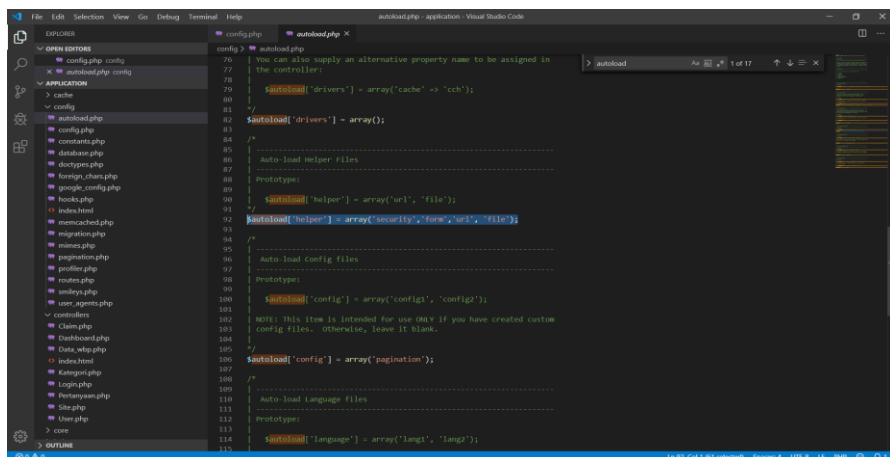 File Edit Selection View Go Debug Terminal Help
autoload.php - application - Visual Studio Code
EXPLORER
OPEN EDITORS
config.php config
autoload.php config
APPLICATION
cache
config
autoload.php
config.php
constants.php
database.php
doctypes.php
foreign_chars.php
google_config.php
hooks.php
index.html
memcached.php
migration.php
mimes.php
pagination.php
profiler.php
routes.php
smileys.php
user_agents.php
controllers
Claim.php
Dashboard.php
Data_wbp.php
index.html
Kategori.php
Login.php
Pertanyaan.php
Site.php
User.php
core
OUTLINE
config.php autoload.php
config > autoload.php
autoload
1 of 17
76 | You can also supply an alternative property name to be assigned in
77 | the controller:
78 |
79 | $autoload['drivers'] = array('cache' => 'cch');
80 |
81 */
82 $autoload['drivers'] = array();
83
84 /*
85 | -------------------------------------------------------------------
86 | Auto-load Helper Files
87 | -------------------------------------------------------------------
88 | Prototype:
89 |
90 | $autoload['helper'] = array('url', 'file');
91 */
92 $autoload['helper'] = array('security','form','url', 'file');
93
94 /*
95 | -------------------------------------------------------------------
96 | Auto-load Config files
97 | -------------------------------------------------------------------
98 | Prototype:
99 |
100 | $autoload['config'] = array('config1', 'config2');
101 |
102 | NOTE: This item is intended for use ONLY if you have created custom
103 | config files. Otherwise, leave it blank.
104 |
105 */
106 $autoload['config'] = array('pagination');
107
108 /*
109 | -------------------------------------------------------------------
110 | Auto-load Language files
111 | -------------------------------------------------------------------
112 | Prototype:
113 |
114 | $autoload['language'] = array('lang1', 'lang2');
115